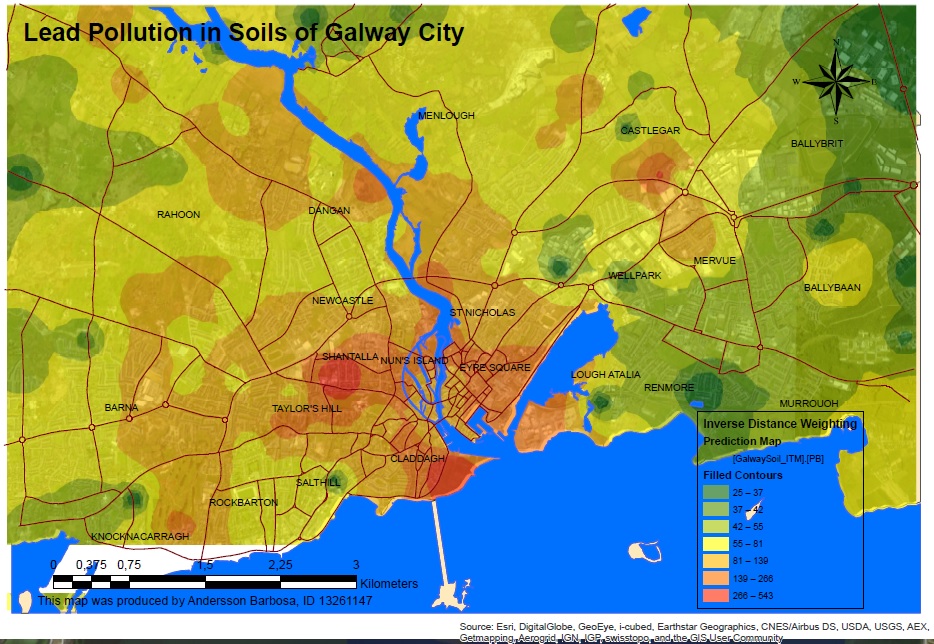 Lead Pollution in Soils of Galway City
N
W E
S
MENLOUGH
CASTLEGAR
BALLYBRIT
RAHOON
DANGAN
MERVUE
WELLPARK
BALLYBAAN
NEWCASTLE
ST NICHOLAS
SHANTALLA
NUN'S ISLAND
EYRE SQUARE
LOUGH ATALIA
RENMORE
BARNA
TAYLOR'S HILL
MURROUGH
CLADDAGH
SALTHILL
ROCKBARTON
KNOCKNACARRAGH
Inverse Distance Weighting
Prediction Map
[GalwaySoil_ITM].[PB]
Filled Contours
25 – 37
37 – 42
42 – 55
55 – 81
81 – 139
139 – 266
266 – 543
0 0,375 0,75 1,5 2,25 3
Kilometers
This map was produced by Andersson Barbosa, ID 13261147
Source: Esri, DigitalGlobe, GeoEye, i-cubed, Earthstar Geographics, CNES/Airbus DS, USDA, USGS, AEX,
Getmapping, Aerogrid, IGN, IGP, swisstopo, and the GIS User Community